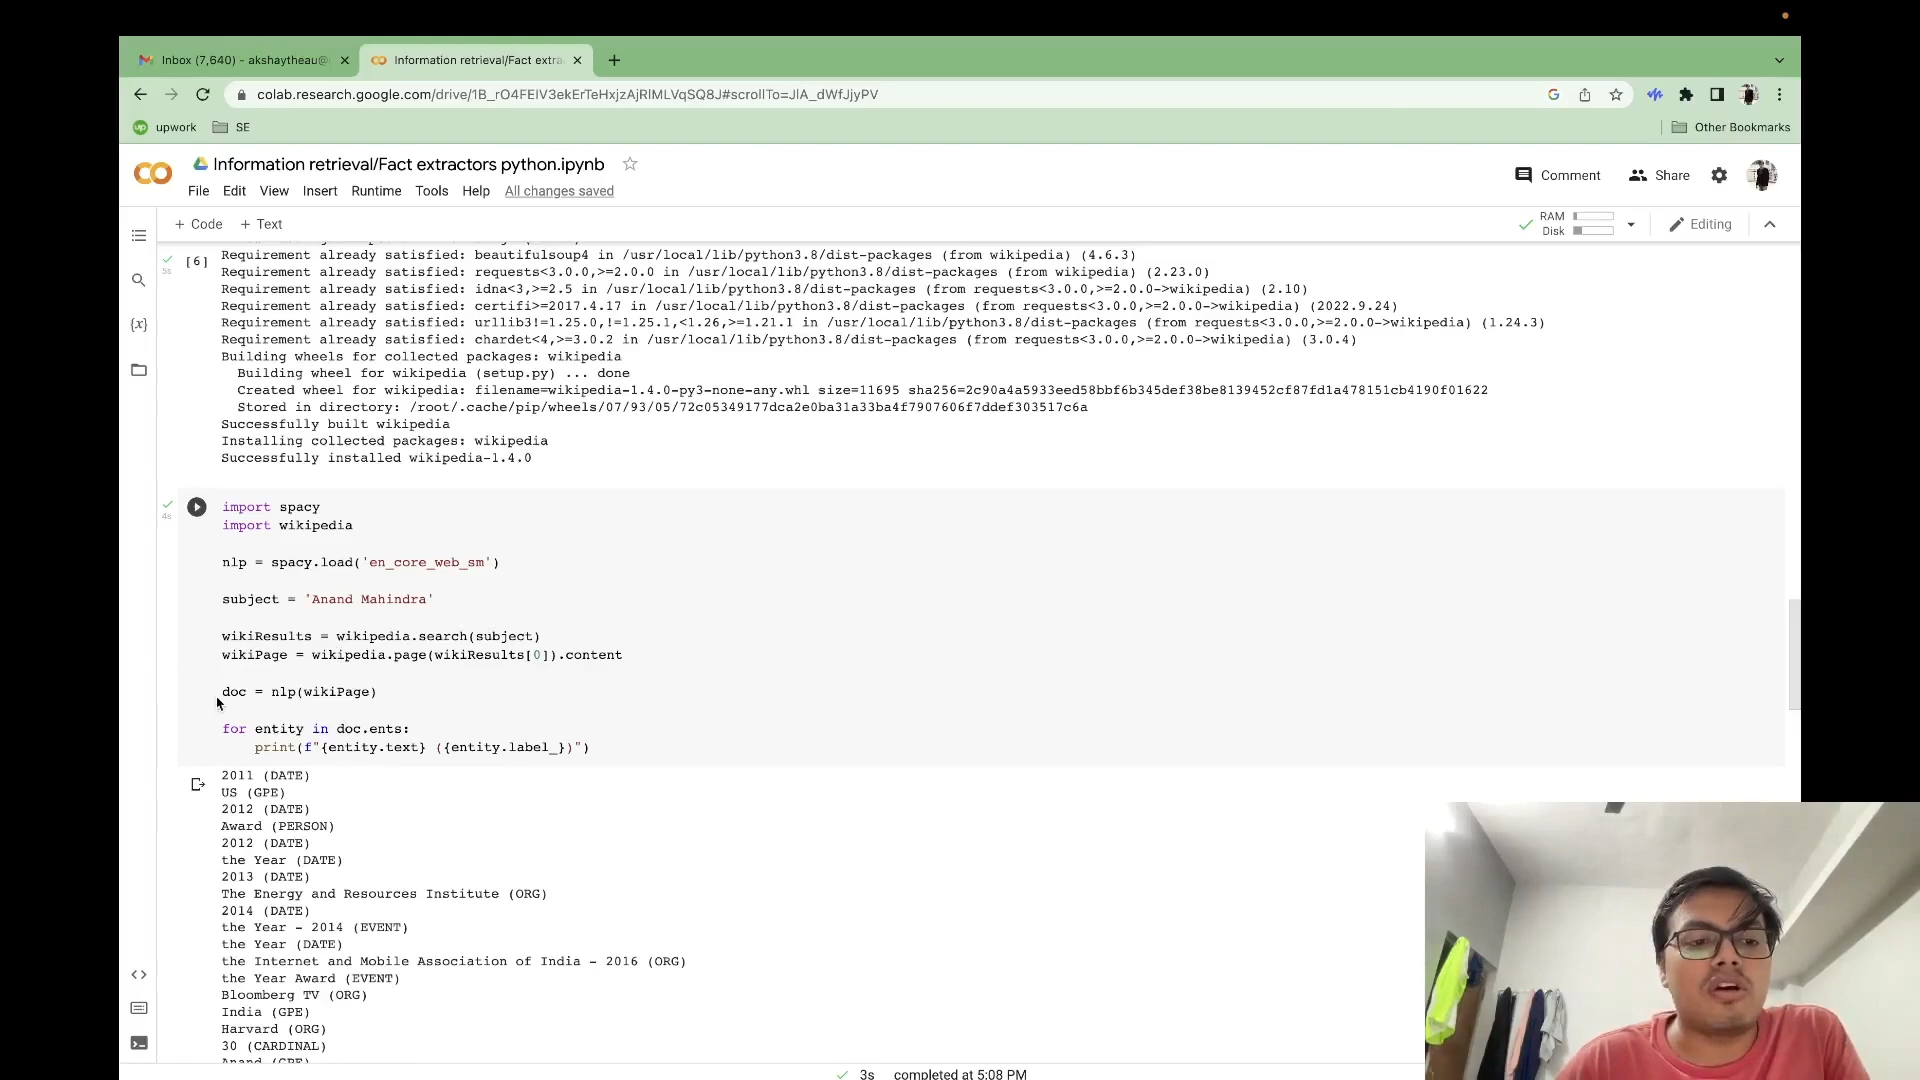 Inbox (7,640) - akshaytheau@
Information retrieval/Fact extra
colab.research.google.com/drive/1B_rO4FElV3ekErTeHxjzAjRlMLVqSQ8J#scrollTo=JlA_dWfJjyPV
upwork
SE
Other Bookmarks
Information retrieval/Fact extractors python.ipynb
Comment
Share
File Edit View Insert Runtime Tools Help All changes saved
+ Code + Text
RAM
Disk
Editing
5s
[6]
Requirement already satisfied: beautifulsoup4 in /usr/local/lib/python3.8/dist-packages (from wikipedia) (4.6.3)
Requirement already satisfied: requests<3.0.0,>=2.0.0 in /usr/local/lib/python3.8/dist-packages (from wikipedia) (2.23.0)
Requirement already satisfied: idna<3,>=2.5 in /usr/local/lib/python3.8/dist-packages (from requests<3.0.0,>=2.0.0->wikipedia) (2.10)
Requirement already satisfied: certifi>=2017.4.17 in /usr/local/lib/python3.8/dist-packages (from requests<3.0.0,>=2.0.0->wikipedia) (2022.9.24)
Requirement already satisfied: urllib3!=1.25.0,!=1.25.1,<1.26,>=1.21.1 in /usr/local/lib/python3.8/dist-packages (from requests<3.0.0,>=2.0.0->wikipedia) (1.24.3)
Requirement already satisfied: chardet<4,>=3.0.2 in /usr/local/lib/python3.8/dist-packages (from requests<3.0.0,>=2.0.0->wikipedia) (3.0.4)
Building wheels for collected packages: wikipedia
Building wheel for wikipedia (setup.py) ... done
Created wheel for wikipedia: filename=wikipedia-1.4.0-py3-none-any.whl size=11695 sha256=2c90a4a5933eed58bbf6b345def38be8139452cf87fd1a478151cb4190f01622
Stored in directory: /root/.cache/pip/wheels/07/93/05/72c05349177dca2e0ba31a33ba4f7907606f7ddef303517c6a
Successfully built wikipedia
Installing collected packages: wikipedia
Successfully installed wikipedia-1.4.0
4s
import spacy
import wikipedia
nlp = spacy.load('en_core_web_sm')
subject = 'Anand Mahindra'
wikiResults = wikipedia.search(subject)
wikiPage = wikipedia.page(wikiResults[0]).content
doc = nlp(wikiPage)
for entity in doc.ents:
print(f"{entity.text} ({entity.label_})")
2011 (DATE)
US (GPE)
2012 (DATE)
Award (PERSON)
2012 (DATE)
the Year (DATE)
2013 (DATE)
The Energy and Resources Institute (ORG)
2014 (DATE)
the Year - 2014 (EVENT)
the Year (DATE)
the Internet and Mobile Association of India - 2016 (ORG)
the Year Award (EVENT)
Bloomberg TV (ORG)
India (GPE)
Harvard (ORG)
30 (CARDINAL)
Anand (GPE)
3s completed at 5:08 PM